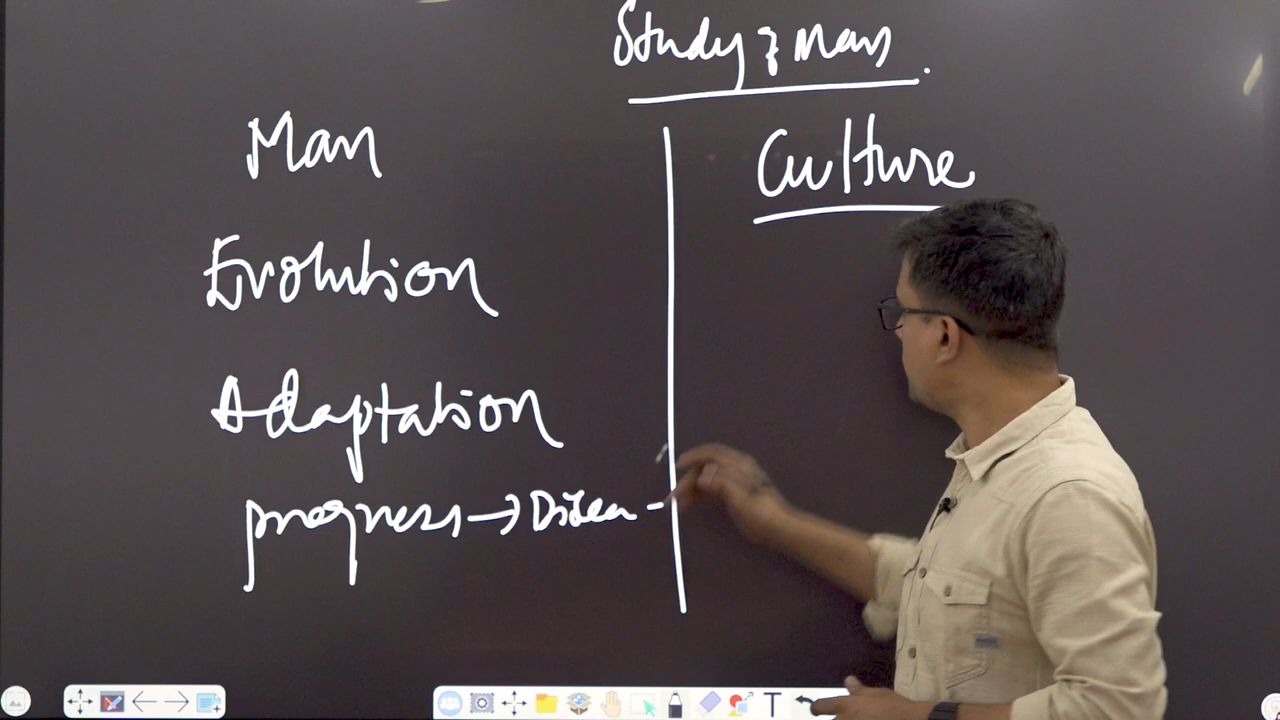 Study of Man.
Man
Culture
Evolution
Adaptation
progress → Disea -
T